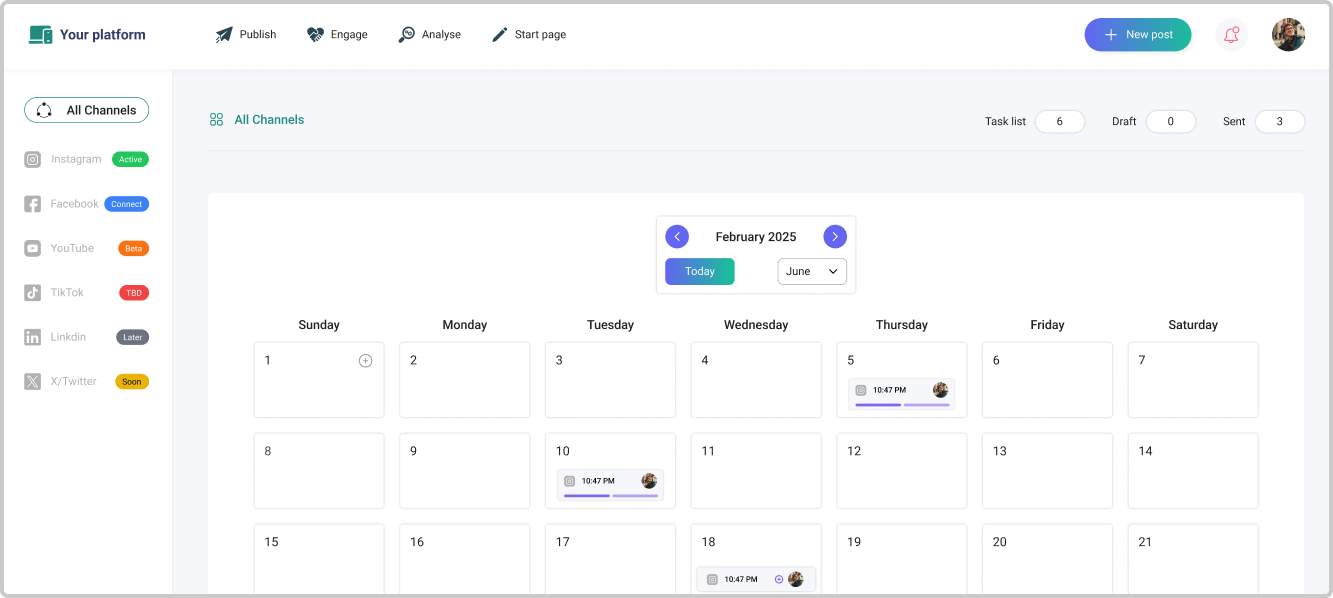 Your platform
Publish
Engage
Analyse
Start page
New post
All Channels
Instagram Active
Facebook Connect
YouTube Beta
TikTok TBD
Linkdin Later
X/Twitter Soon
All Channels
Task list 6
Draft 0
Sent 3
February 2025
Today
June
Sunday Monday Tuesday Wednesday Thursday Friday Saturday
1 2 3 4 5 6 7
10:47 PM
8 9 10 11 12 13 14
10:47 PM
15 16 17 18 19 20 21
10:47 PM